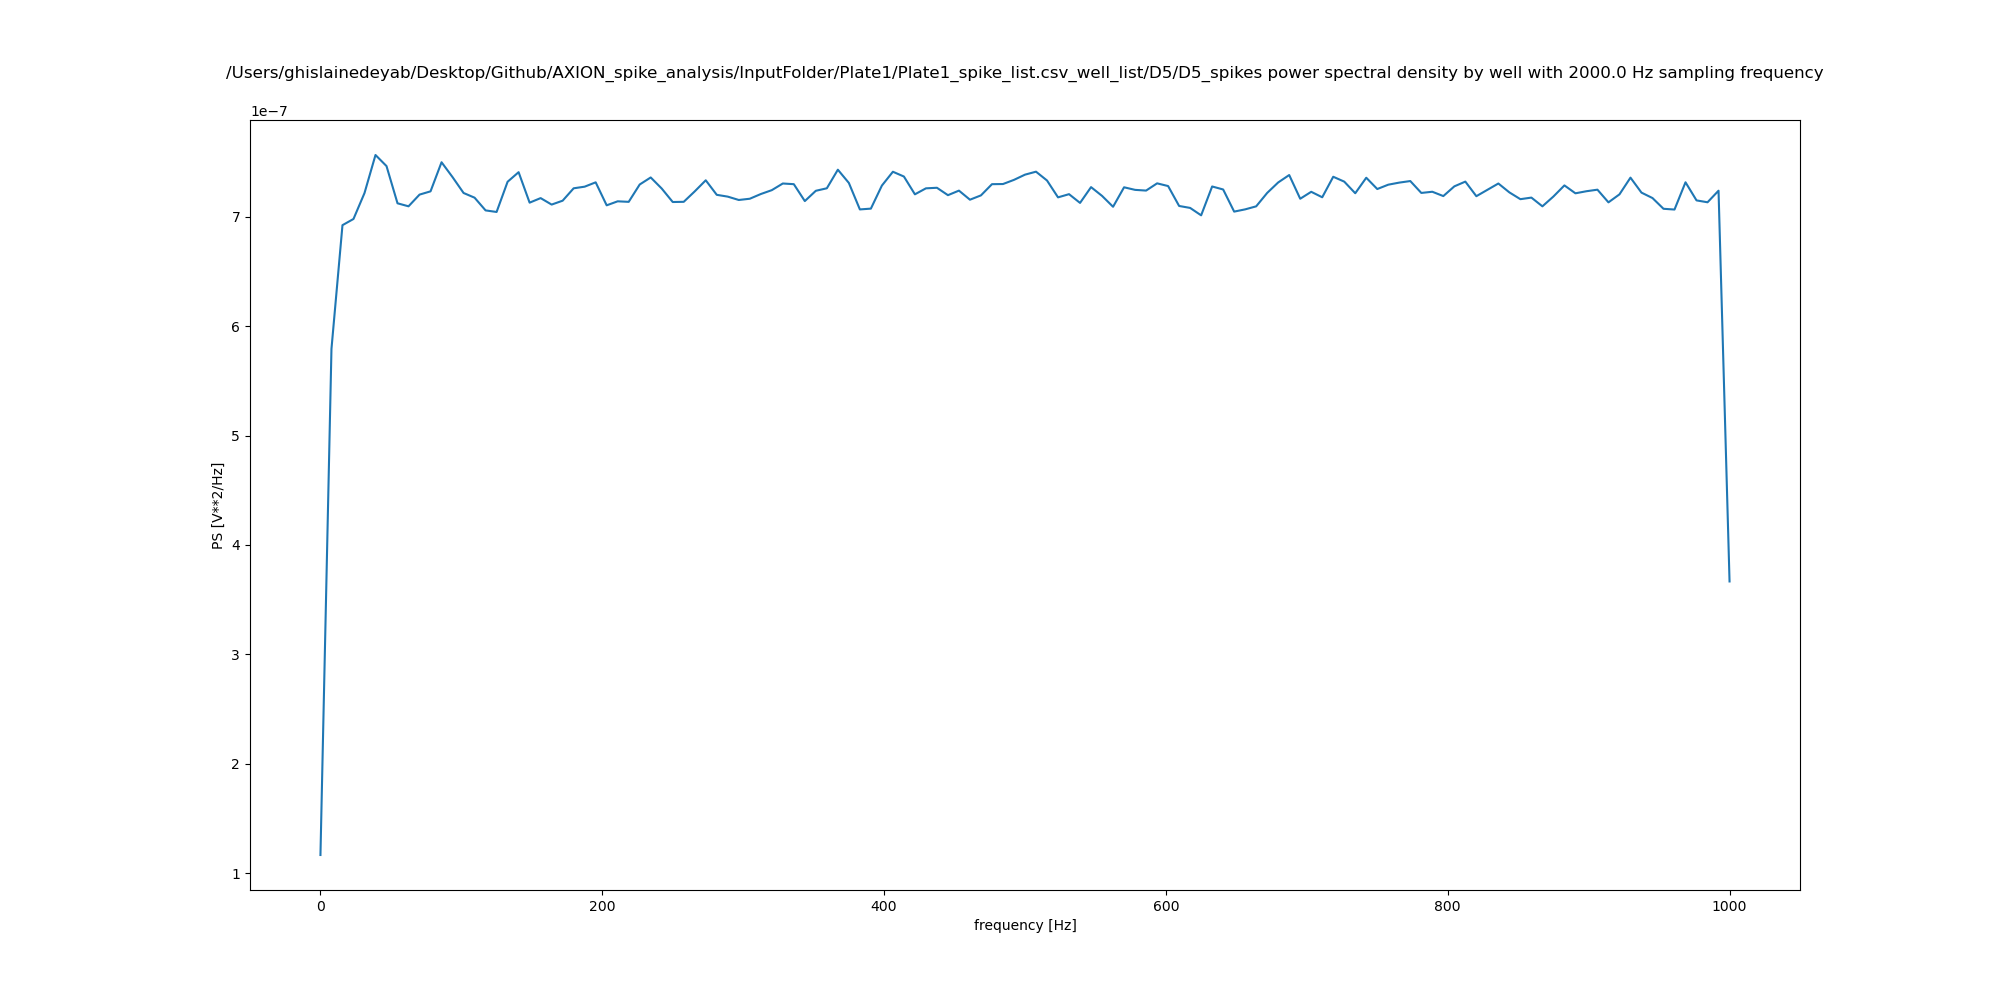 /Users/ghislainedeyab/Desktop/Github/AXION_spike_analysis/InputFolder/Plate1/Plate1_spike_list.csv_well_list/D5/D5_spikes power spectral density by well with 2000.0 Hz sampling frequency
1e−7
7
6
5
4
3
2
1
PS [V**2/Hz]
0 200 400 600 800 1000
frequency [Hz]